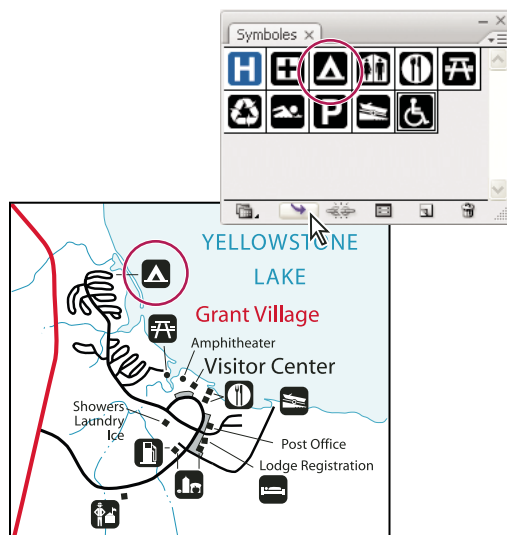 Symboles
H
P
YELLOWSTONE
LAKE
Grant Village
Amphitheater
Visitor Center
Showers
Laundry
Ice
Post Office
Lodge Registration